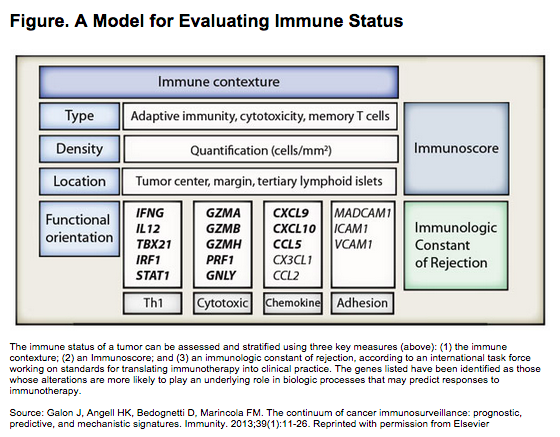 Figure. A Model for Evaluating Immune Status
Immune contexture
Type
Adaptive immunity, cytotoxicity, memory T cells
Density
Quantification (cells/mm²)
Location
Tumor center, margin, tertiary lymphoid islets
Immunoscore
Functional
orientation
IFNG
IL12
TBX21
IRF1
STAT1
Th1
GZMA
GZMB
GZMH
PRF1
GNLY
Cytotoxic
CXCL9
CXCL10
CCL5
CX3CL1
CCL2
Chemokine
MADCAM1
ICAM1
VCAM1
Adhesion
Immunologic
Constant
of Rejection
The immune status of a tumor can be assessed and stratified using three key measures (above): (1) the immune
contexture; (2) an Immunoscore; and (3) an immunologic constant of rejection, according to an international task force
working on standards for translating immunotherapy into clinical practice. The genes listed have been identified as those
whose alterations are more likely to play an underlying role in biologic processes that may predict responses to
immunotherapy.
Source: Galon J, Angell HK, Bedognetti D, Marincola FM. The continuum of cancer immunosurveillance: prognostic,
predictive, and mechanistic signatures. Immunity. 2013;39(1):11-26. Reprinted with permission from Elsevier